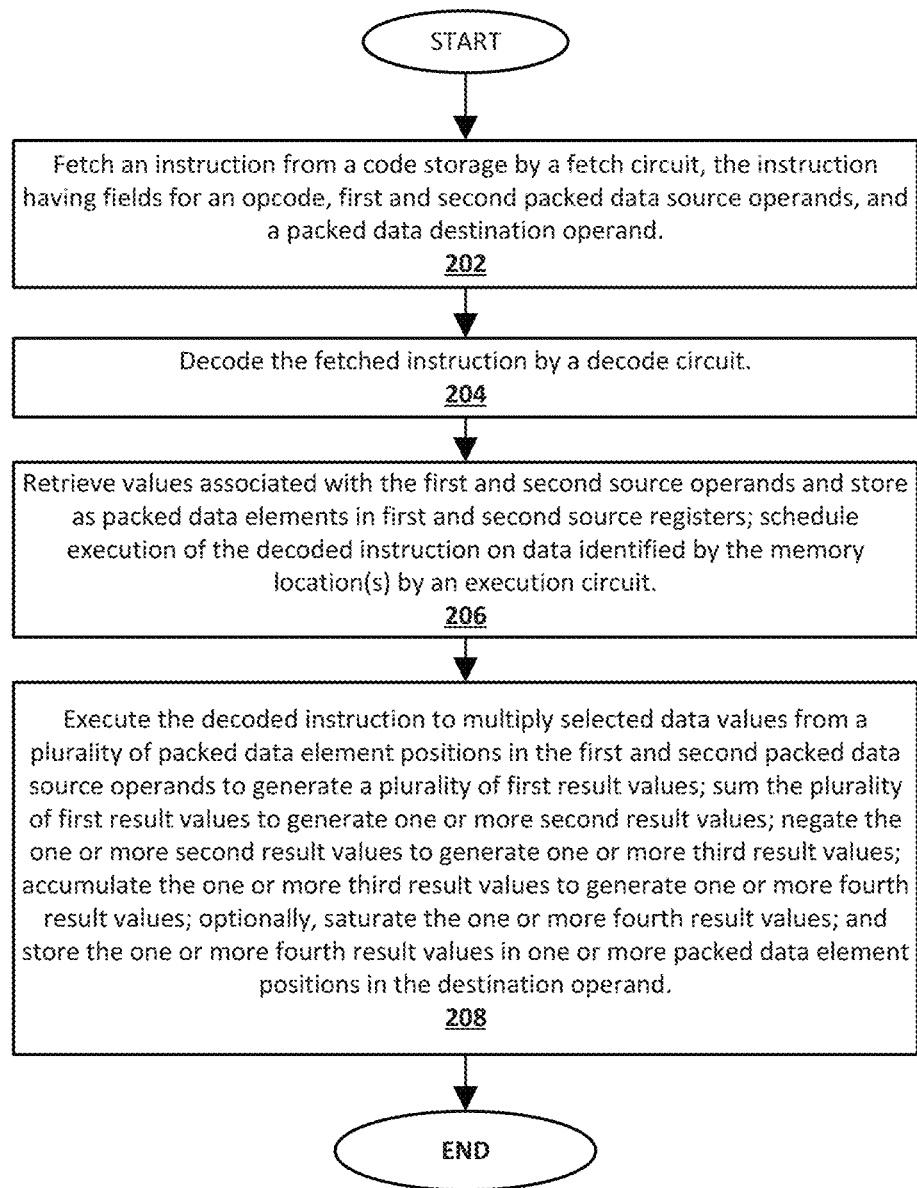 START
Fetch an instruction from a code storage by a fetch circuit, the instruction
having fields for an opcode, first and second packed data source operands, and
a packed data destination operand.
202
Decode the fetched instruction by a decode circuit.
204
Retrieve values associated with the first and second source operands and store
as packed data elements in first and second source registers; schedule
execution of the decoded instruction on data identified by the memory
location(s) by an execution circuit.
206
Execute the decoded instruction to multiply selected data values from a
plurality of packed data element positions in the first and second packed data
source operands to generate a plurality of first result values; sum the plurality
of first result values to generate one or more second result values; negate the
one or more second result values to generate one or more third result values;
accumulate the one or more third result values to generate one or more fourth
result values; optionally, saturate the one or more fourth result values; and
store the one or more fourth result values in one or more packed data element
positions in the destination operand.
208
END